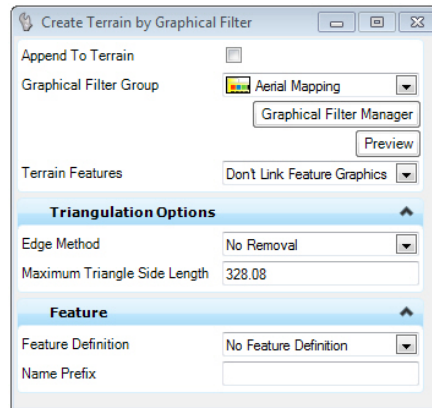 Create Terrain by Graphical Filter
Append To Terrain
Graphical Filter Group Aerial Mapping
Graphical Filter Manager
Preview
Terrain Features Don't Link Feature Graphics
Triangulation Options
Edge Method No Removal
Maximum Triangle Side Length 328.08
Feature
Feature Definition No Feature Definition
Name Prefix